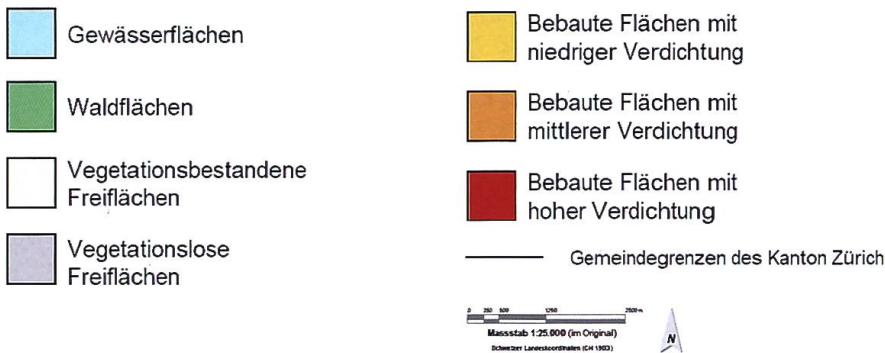 Gewässerflächen
Waldflächen
Vegetationsbestandene
Freiflächen
Vegetationslose
Freiflächen
Bebaute Flächen mit
niedriger Verdichtung
Bebaute Flächen mit
mittlerer Verdichtung
Bebaute Flächen mit
hoher Verdichtung
Gemeindegrenzen des Kanton Zürich
0 250 500 1250 2500 m
Massstab 1:25.000 (im Original)
Schweizer Landeskoordinaten (CH 1903)
N